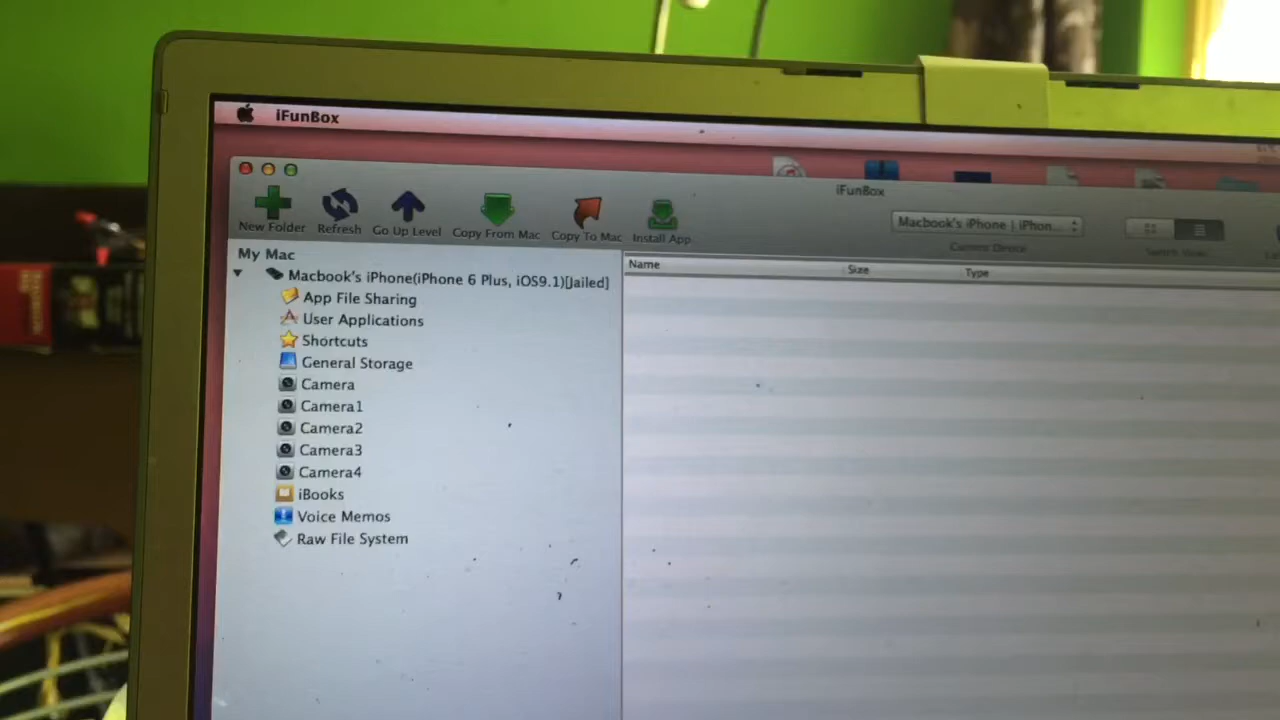 iFunBox
iFunBox
New Folder
Refresh
Go Up Level
Copy From Mac
Copy To Mac
Install App
Macbook's iPhone | iPhon...
Current Device
My Mac
Name
Size
Type
Macbook's iPhone(iPhone 6 Plus, iOS9.1)[Jailed]
App File Sharing
User Applications
Shortcuts
General Storage
Camera
Camera1
Camera2
Camera3
Camera4
iBooks
Voice Memos
Raw File System